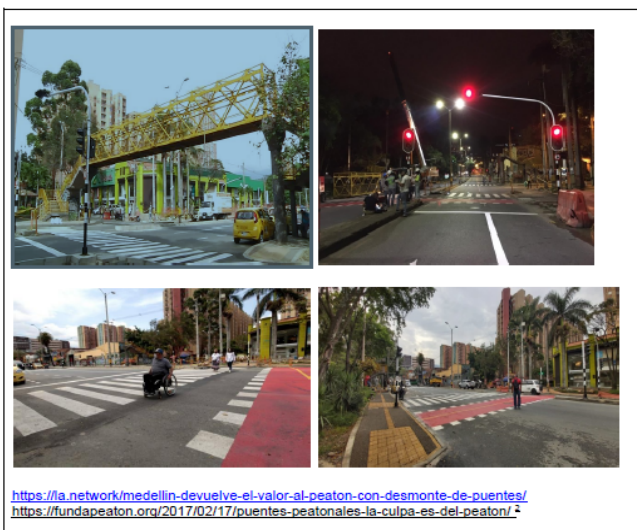 https://la.network/medellin-devuelve-el-valor-al-peaton-con-desmonte-de-puentes/
https://fundapeaton.org/2017/02/17/puentes-peatonales-la-culpa-es-del-peaton/ 2